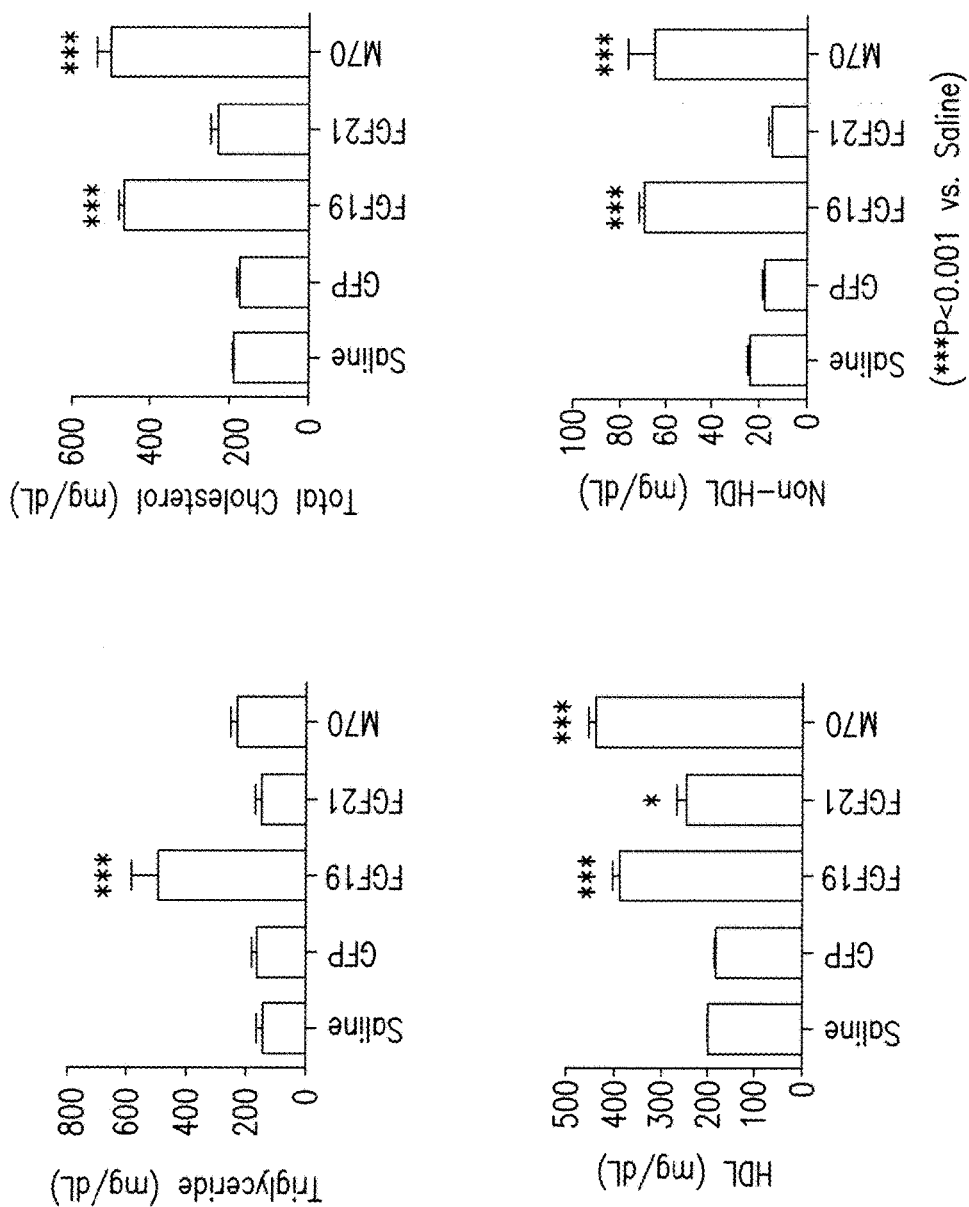 Total Cholesterol (mg/dL)
600
400
200
0
***
***
Saline
GFP
FGF19
FGF21
M70
Non-HDL (mg/dL)
100
80
60
40
20
0
***
***
Saline
GFP
FGF19
FGF21
M70
(***P<0.001 vs. Saline)
Triglyceride (mg/dL)
800
600
400
200
0
***
Saline
GFP
FGF19
FGF21
M70
HDL (mg/dL)
500
400
300
200
100
0
***
*
***
Saline
GFP
FGF19
FGF21
M70